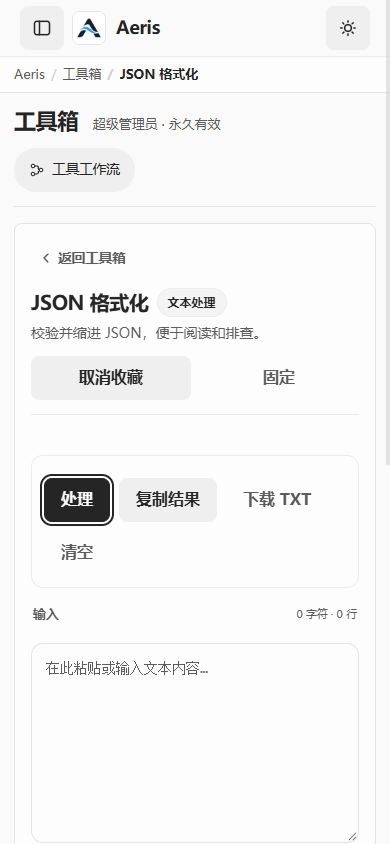 Aeris
Aeris / 工具箱 / JSON 格式化
工具箱 超级管理员 · 永久有效
工具工作流
返回工具箱
JSON 格式化 文本处理
校验并缩进 JSON，便于阅读和排查。
取消收藏 固定
处理 复制结果 下载 TXT
清空
输入 0 字符 · 0 行
在此粘贴或输入文本内容...